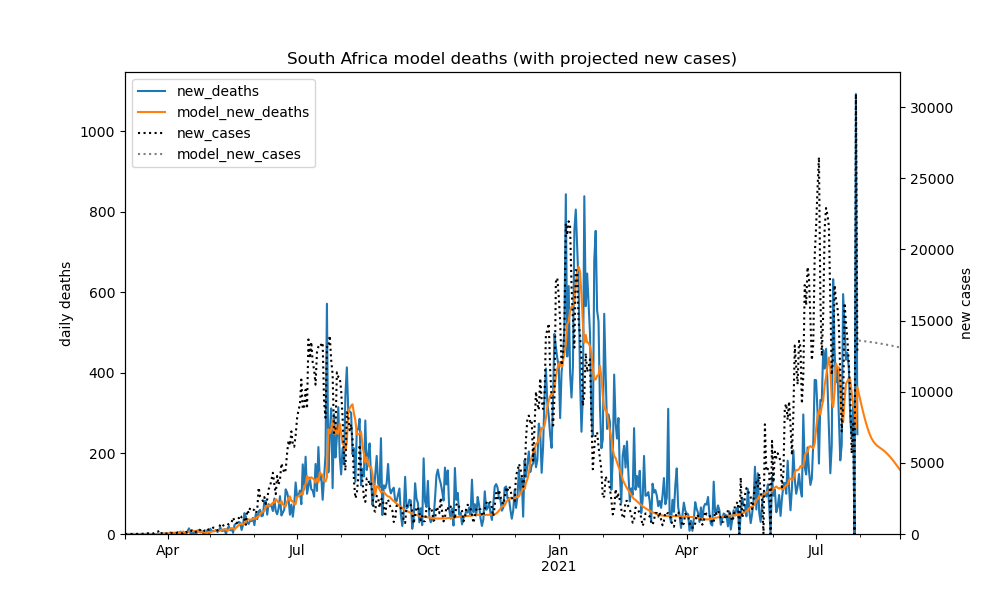 South Africa model deaths (with projected new cases)
new_deaths
model_new_deaths
new_cases
model_new_cases
daily deaths
new cases
1000
800
600
400
200
0
30000
25000
20000
15000
10000
5000
0
Apr
Jul
Oct
Jan
2021
Apr
Jul